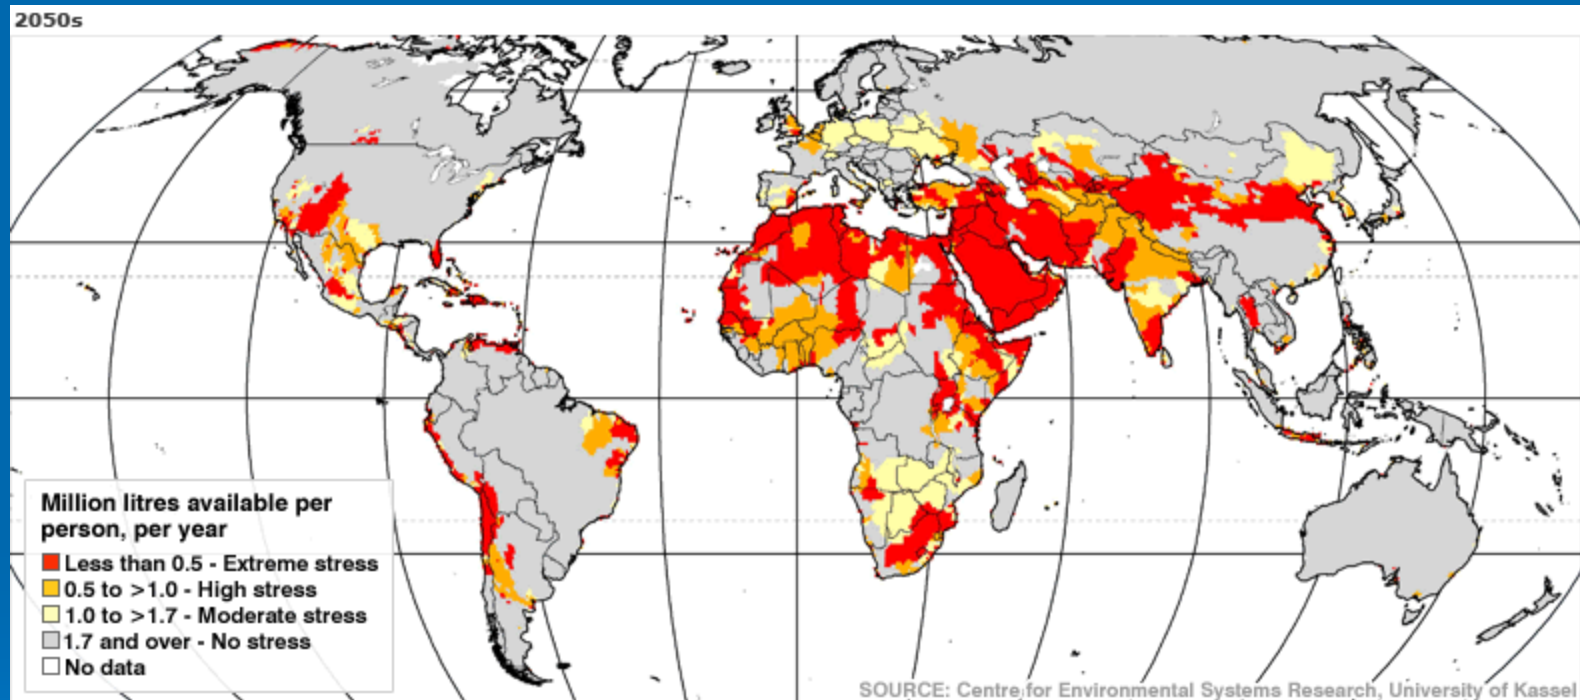 2050s
Million litres available per
person, per year
Less than 0.5 - Extreme stress
0.5 to >1.0 - High stress
1.0 to >1.7 - Moderate stress
1.7 and over - No stress
No data
SOURCE: Centre for Environmental Systems Research, University of Kassel